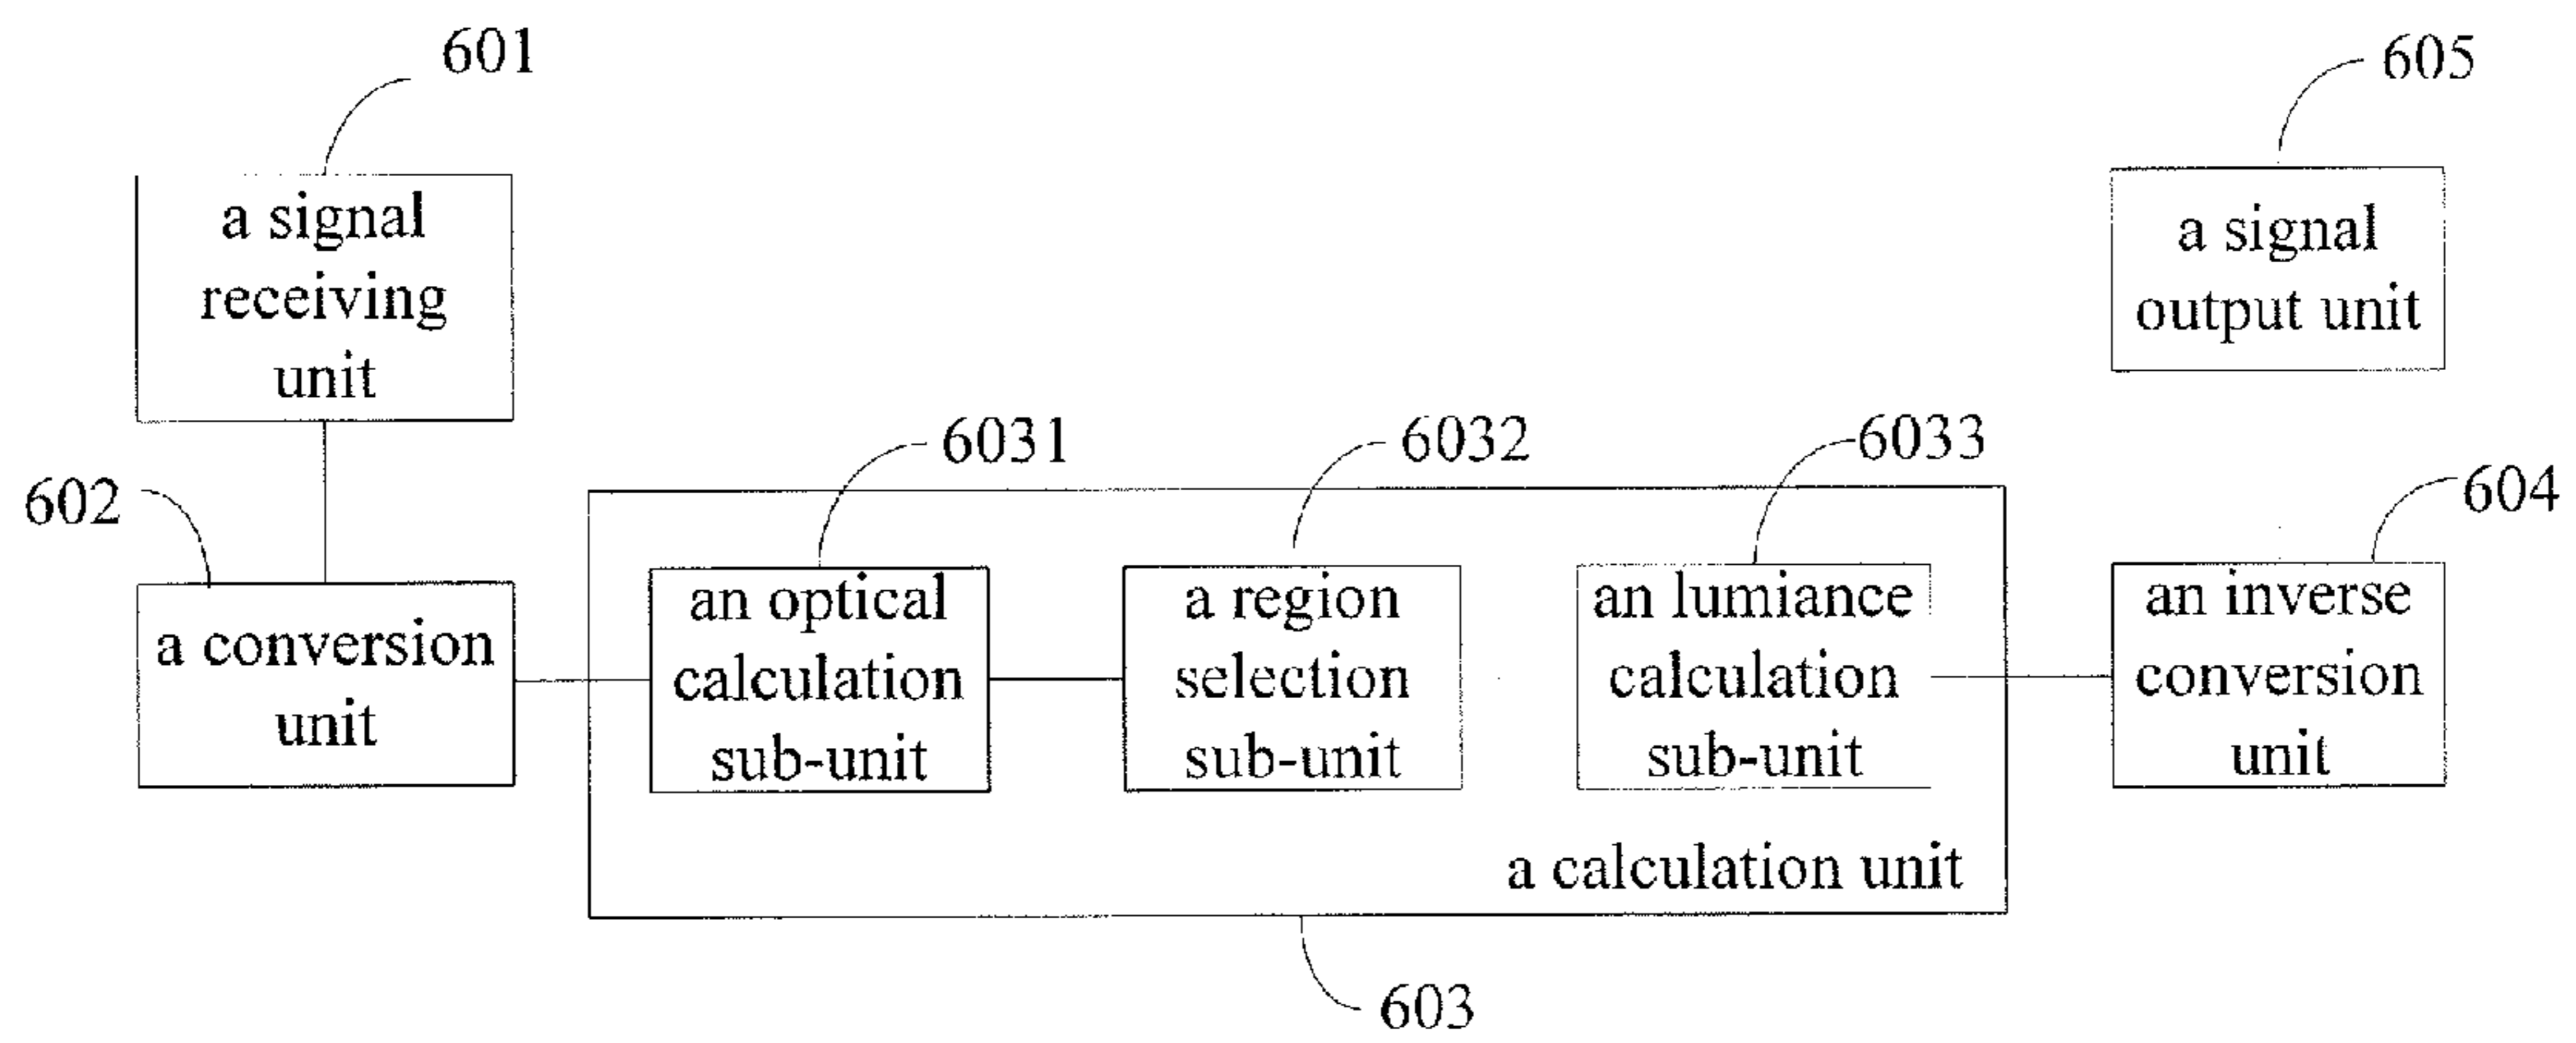 601
605
a signal
receiving
unit
a signal
output unit
602
6031
6032
6033
604
a conversion
unit
an optical
calculation
sub-unit
a region
selection
sub-unit
an lumiance
calculation
sub-unit
an inverse
conversion
unit
a calculation unit
603